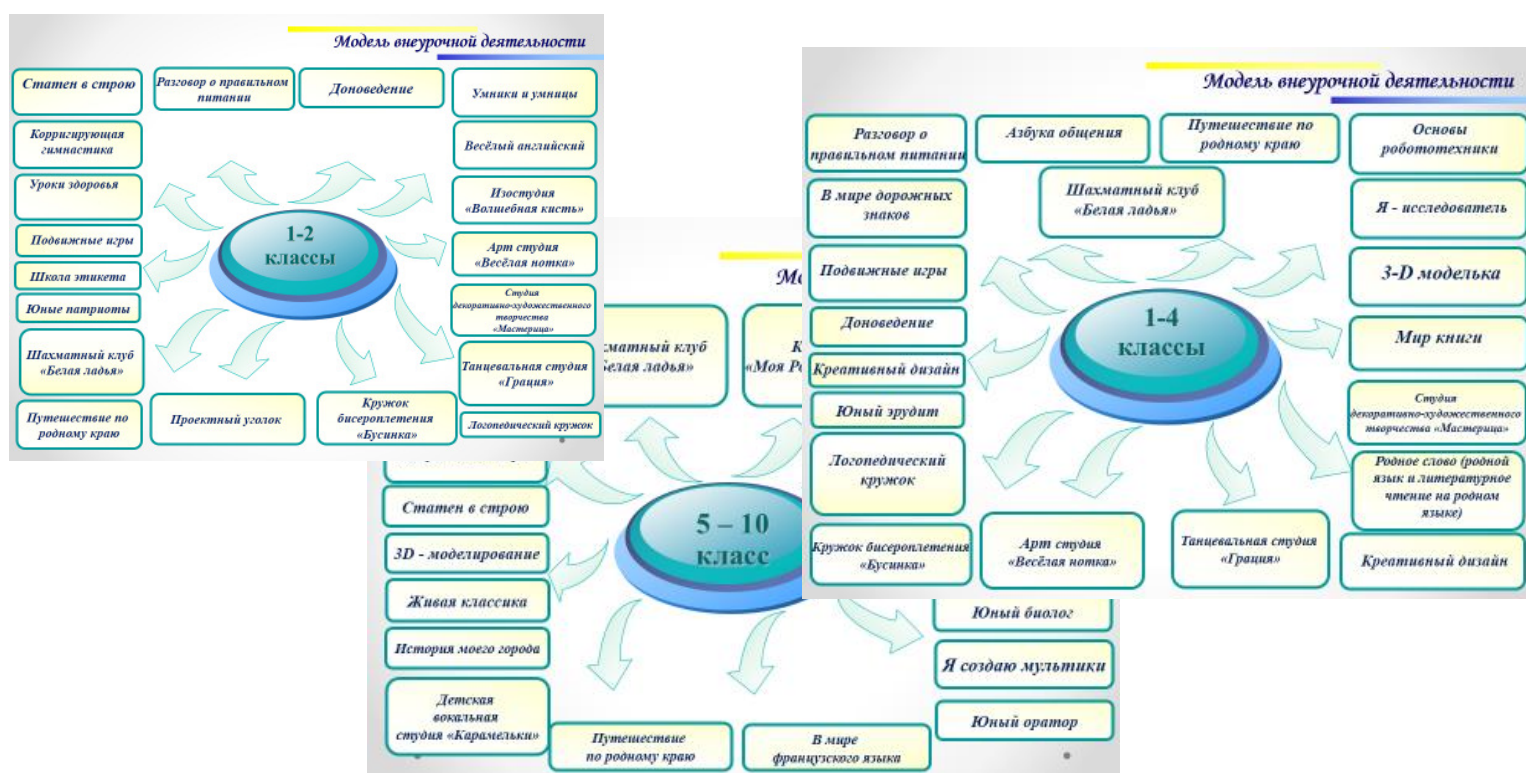 Модель внеурочной деятельности
Статен в строю
Разговор о правильном
питании
Доноведение
Умники и умницы
Корригирующая
гимнастика
Весёлый английский
Уроки здоровья
Изостудия
«Волшебная кисть»
Подвижные игры
Арт студия
«Весёлая нотка»
Школа этикета
1-2
классы
Юные патриоты
Студия
декоративно-художественного
творчества
«Мастерица»
Шахматный клуб
«Белая ладья»
Танцевальная студия
«Грация»
Путешествие по
родному краю
Проектный уголок
Кружок
бисероплетения
«Бусинка»
Логопедический кружок
Модель внеурочной деятельности
Разговор о
правильном питании
Азбука общения
Путешествие по
родному краю
Основы
робототехники
В мире дорожных
знаков
Шахматный клуб
«Белая ладья»
Я - исследователь
Подвижные игры
3-D моделька
Доноведение
1-4
классы
Мир книги
Креативный дизайн
Юный эрудит
Студия
декоративно-художественного
творчества «Мастерица»
Логопедический
кружок
Родное слово (родной
язык и литературное
чтение на родном
языке)
Кружок бисероплетения
«Бусинка»
Арт студия
«Весёлая нотка»
Танцевальная студия
«Грация»
Креативный дизайн
клуб
ладья»
«Моя
Статен в строю
5 – 10
класс
3D - моделирование
Живая классика
Юный биолог
История моего города
Я создаю мультики
Детская
вокальная
студия «Карамельки»
Юный оратор
Путешествие
по родному краю
В мире
французского языка